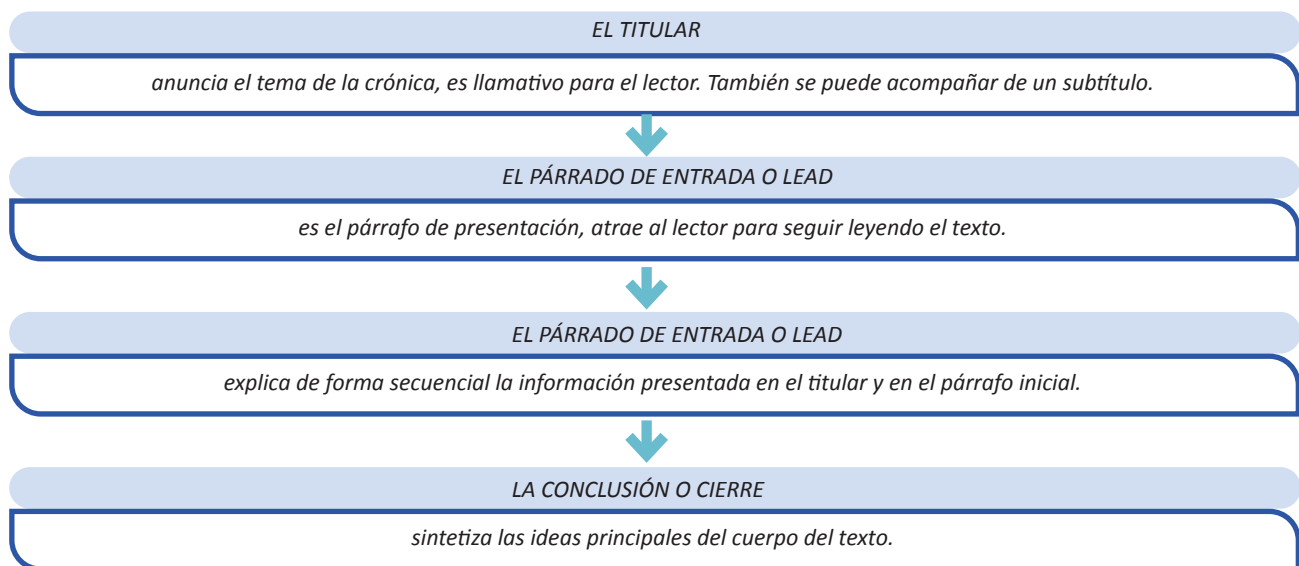 EL TITULAR
anuncia el tema de la crónica, es llamativo para el lector. También se puede acompañar de un subtítulo.
EL PÁRRADO DE ENTRADA O LEAD
es el párrafo de presentación, atrae al lector para seguir leyendo el texto.
EL PÁRRADO DE ENTRADA O LEAD
explica de forma secuencial la información presentada en el titular y en el párrafo inicial.
LA CONCLUSIÓN O CIERRE
sintetiza las ideas principales del cuerpo del texto.